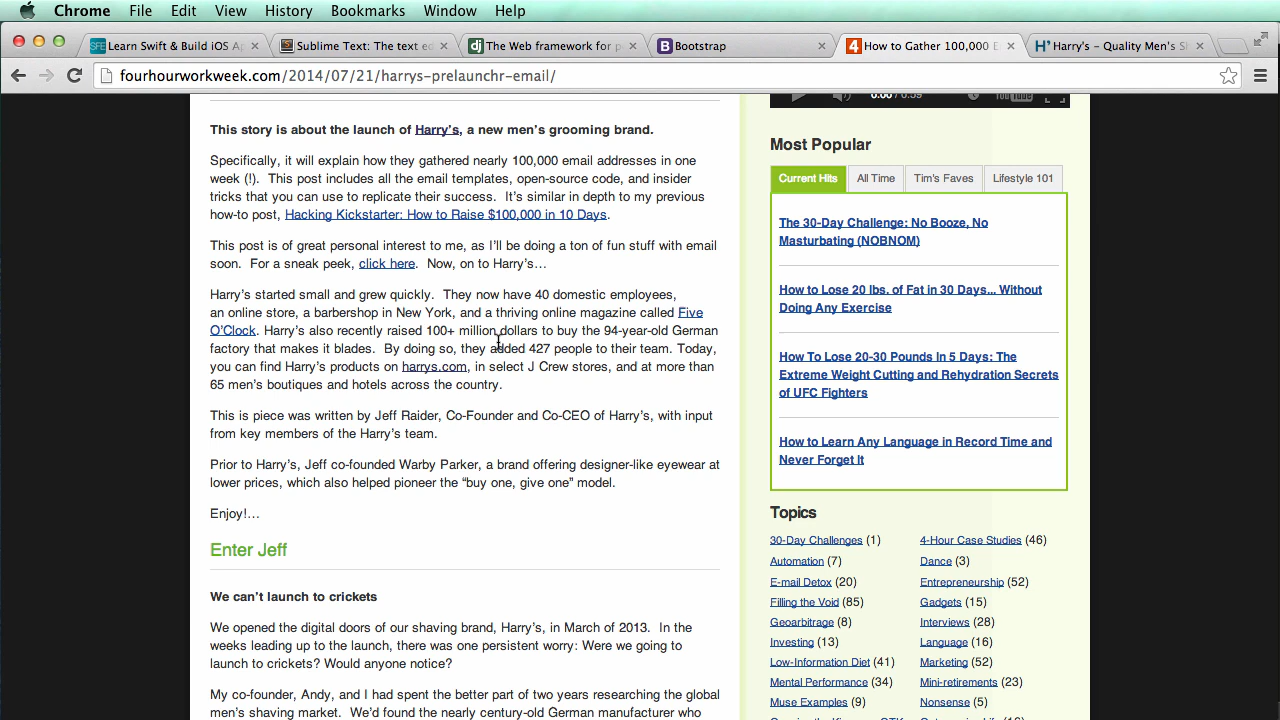 Chrome File Edit View History Bookmarks Window Help
Learn Swift & Build iOS Ap
Sublime Text: The text ed
The Web framework for p
Bootstrap
How to Gather 100,000 E
Harry's - Quality Men's Sh
fourhourworkweek.com/2014/07/21/harrys-prelaunchr-email/
This story is about the launch of Harry's, a new men's grooming brand.
Specifically, it will explain how they gathered nearly 100,000 email addresses in one
week (!). This post includes all the email templates, open-source code, and insider
tricks that you can use to replicate their success. It's similar in depth to my previous
how-to post, Hacking Kickstarter: How to Raise $100,000 in 10 Days.
This post is of great personal interest to me, as I'll be doing a ton of fun stuff with email
soon. For a sneak peek, click here. Now, on to Harry's…
Harry's started small and grew quickly. They now have 40 domestic employees,
an online store, a barbershop in New York, and a thriving online magazine called Five
O'Clock. Harry's also recently raised 100+ million dollars to buy the 94-year-old German
factory that makes it blades. By doing so, they added 427 people to their team. Today,
you can find Harry's products on harrys.com, in select J Crew stores, and at more than
65 men's boutiques and hotels across the country.
This is piece was written by Jeff Raider, Co-Founder and Co-CEO of Harry's, with input
from key members of the Harry's team.
Prior to Harry's, Jeff co-founded Warby Parker, a brand offering designer-like eyewear at
lower prices, which also helped pioneer the "buy one, give one" model.
Enjoy!…
Enter Jeff
We can't launch to crickets
We opened the digital doors of our shaving brand, Harry's, in March of 2013. In the
weeks leading up to the launch, there was one persistent worry: Were we going to
launch to crickets? Would anyone notice?
My co-founder, Andy, and I had spent the better part of two years researching the global
men's shaving market. We'd found the nearly century-old German manufacturer who
Most Popular
Current Hits All Time Tim's Faves Lifestyle 101
The 30-Day Challenge: No Booze, No
Masturbating (NOBNOM)
How to Lose 20 lbs. of Fat in 30 Days... Without
Doing Any Exercise
How To Lose 20-30 Pounds In 5 Days: The
Extreme Weight Cutting and Rehydration Secrets
of UFC Fighters
How to Learn Any Language in Record Time and
Never Forget It
Topics
30-Day Challenges (1) 4-Hour Case Studies (46)
Automation (7) Dance (3)
E-mail Detox (20) Entrepreneurship (52)
Filling the Void (85) Gadgets (15)
Geoarbitrage (8) Interviews (28)
Investing (13) Language (16)
Low-Information Diet (41) Marketing (52)
Mental Performance (34) Mini-retirements (23)
Muse Examples (9) Nonsense (5)